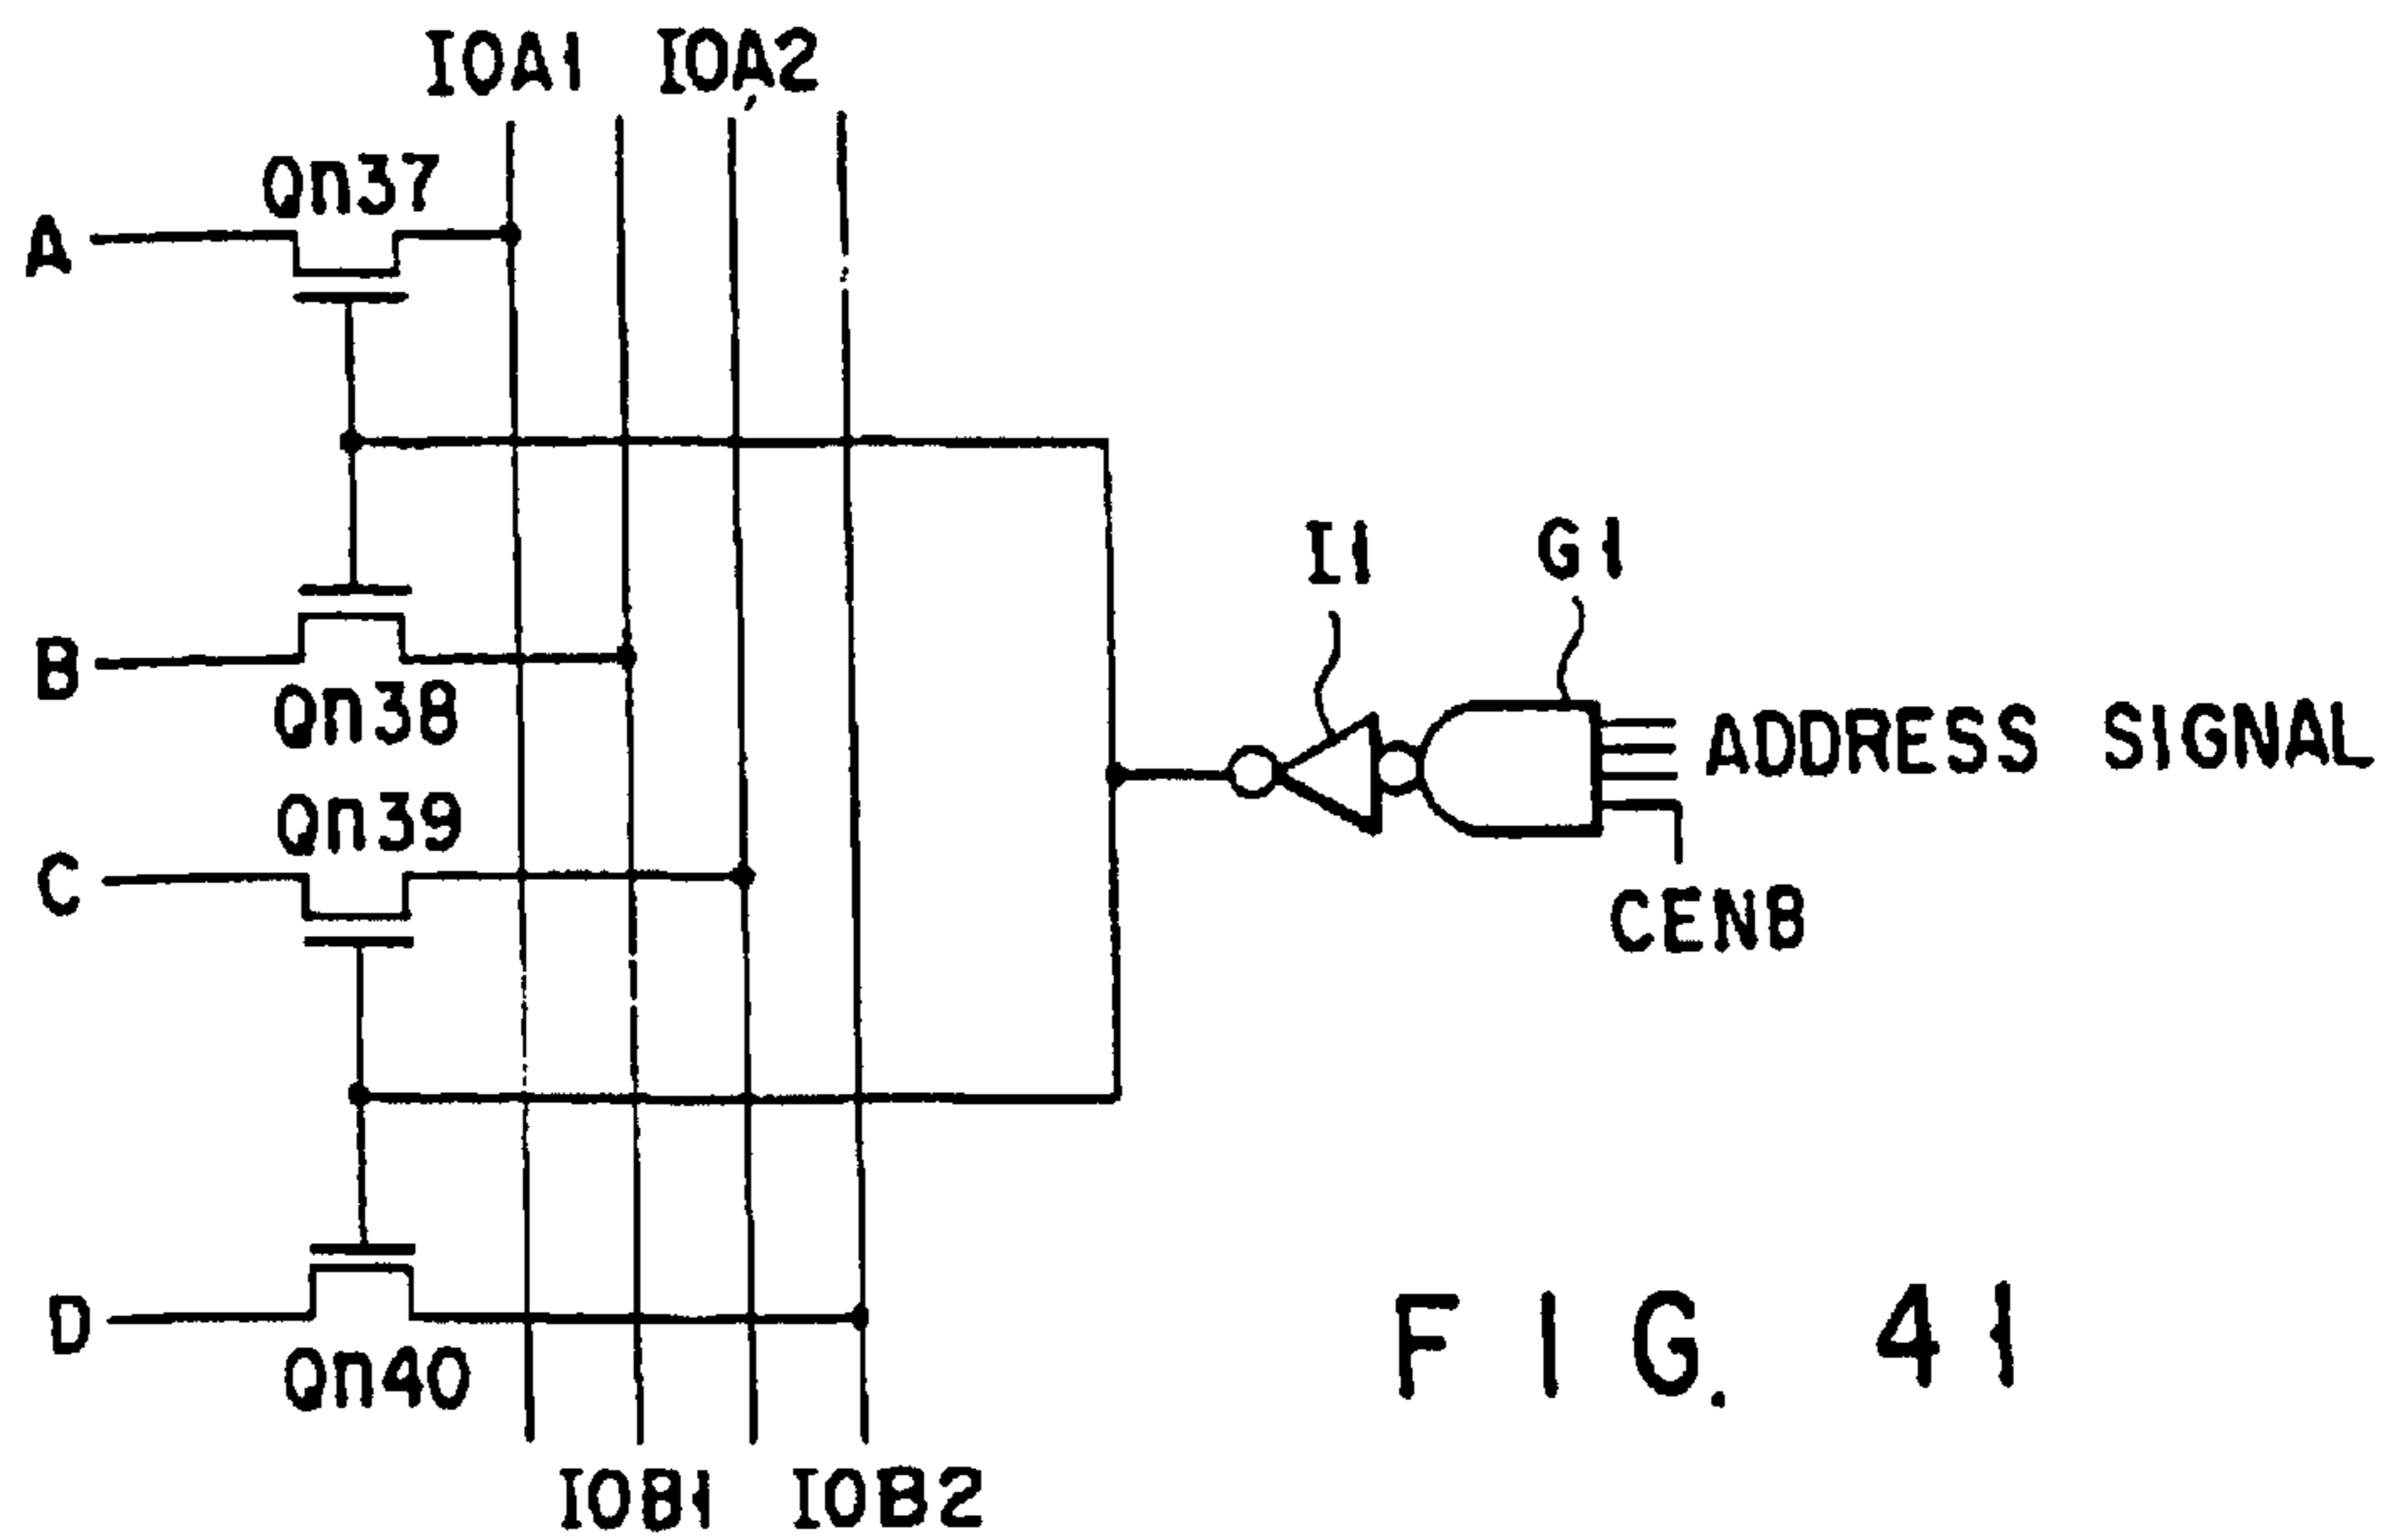 IOA1 IOA2
Qn37
A
I1 G1
B
Qn38
ADDRESS SIGNAL
Qn39
C
CENB
D
Qn40
FIG. 41
IOB1 IOB2